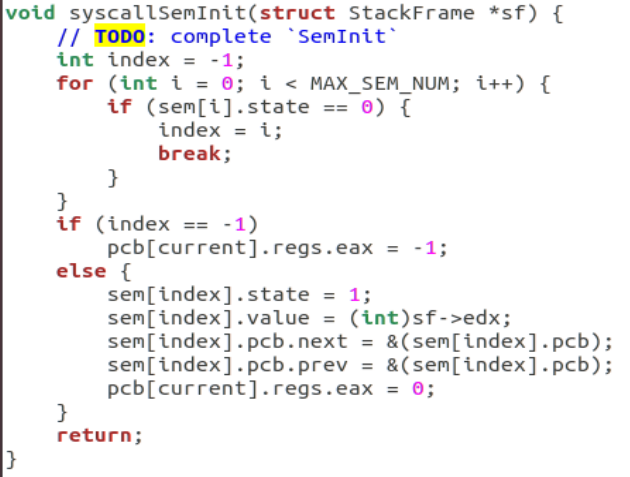 void syscallSemInit(struct StackFrame *sf) {
    // TODO: complete `SemInit`
    int index = -1;
    for (int i = 0; i < MAX_SEM_NUM; i++) {
        if (sem[i].state == 0) {
            index = i;
            break;
        }
    }
    if (index == -1)
        pcb[current].regs.eax = -1;
    else {
        sem[index].state = 1;
        sem[index].value = (int)sf->edx;
        sem[index].pcb.next = &(sem[index].pcb);
        sem[index].pcb.prev = &(sem[index].pcb);
        pcb[current].regs.eax = 0;
    }
    return;
}